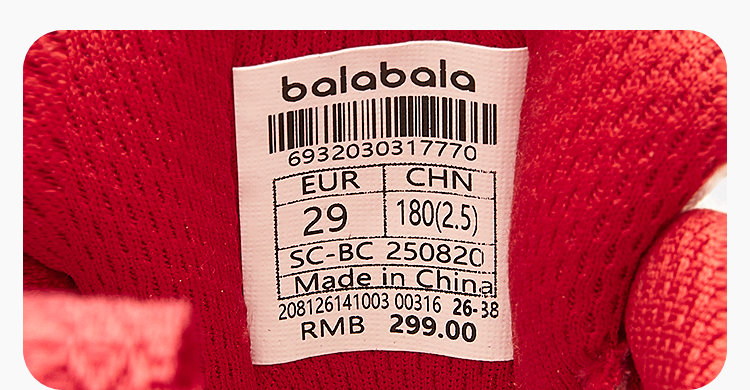 balabala
6932030317770
EUR CHN
29 180(2.5)
SC-BC 250820
Made in China
208126141003 00316 26-38
RMB 299.00